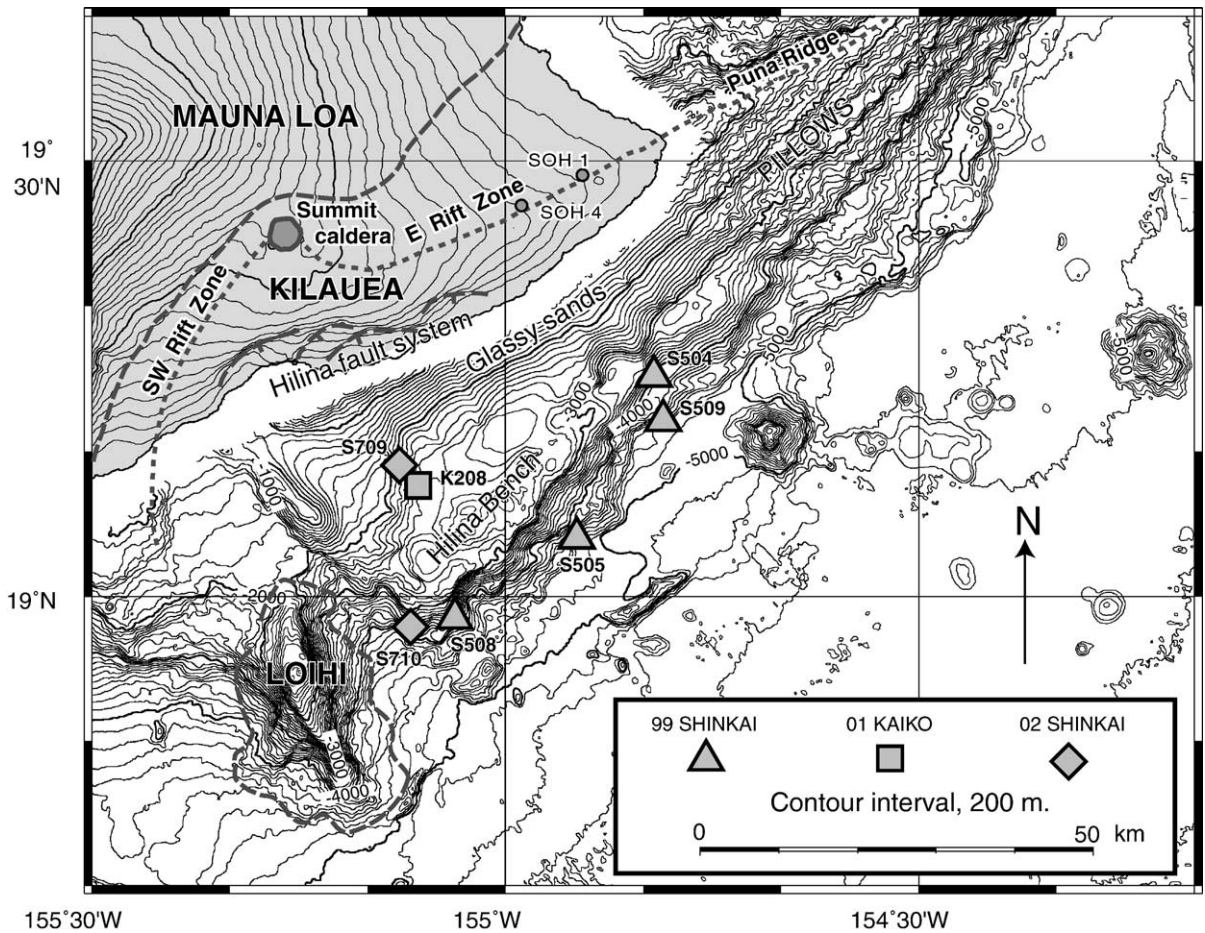 Puna Ridge
MAUNA LOA
PILLOWS
-5000
19°
30'N
SOH 1
SOH 4
E Rift Zone
Summit
caldera
KILAUEA
SW Rift Zone
Hilina fault system
Glassy sands
-5000
-5000
S504
-3000
-4000
S509
-5000
S709
K208
-1000
Hilina Bench
S505
19°N
-2000
S508
S710
LOIHI
-3000
-4000
N
99 SHINKAI
01 KAIKO
02 SHINKAI
Contour interval, 200 m.
0
50
km
155°30'W
155°W
154°30'W